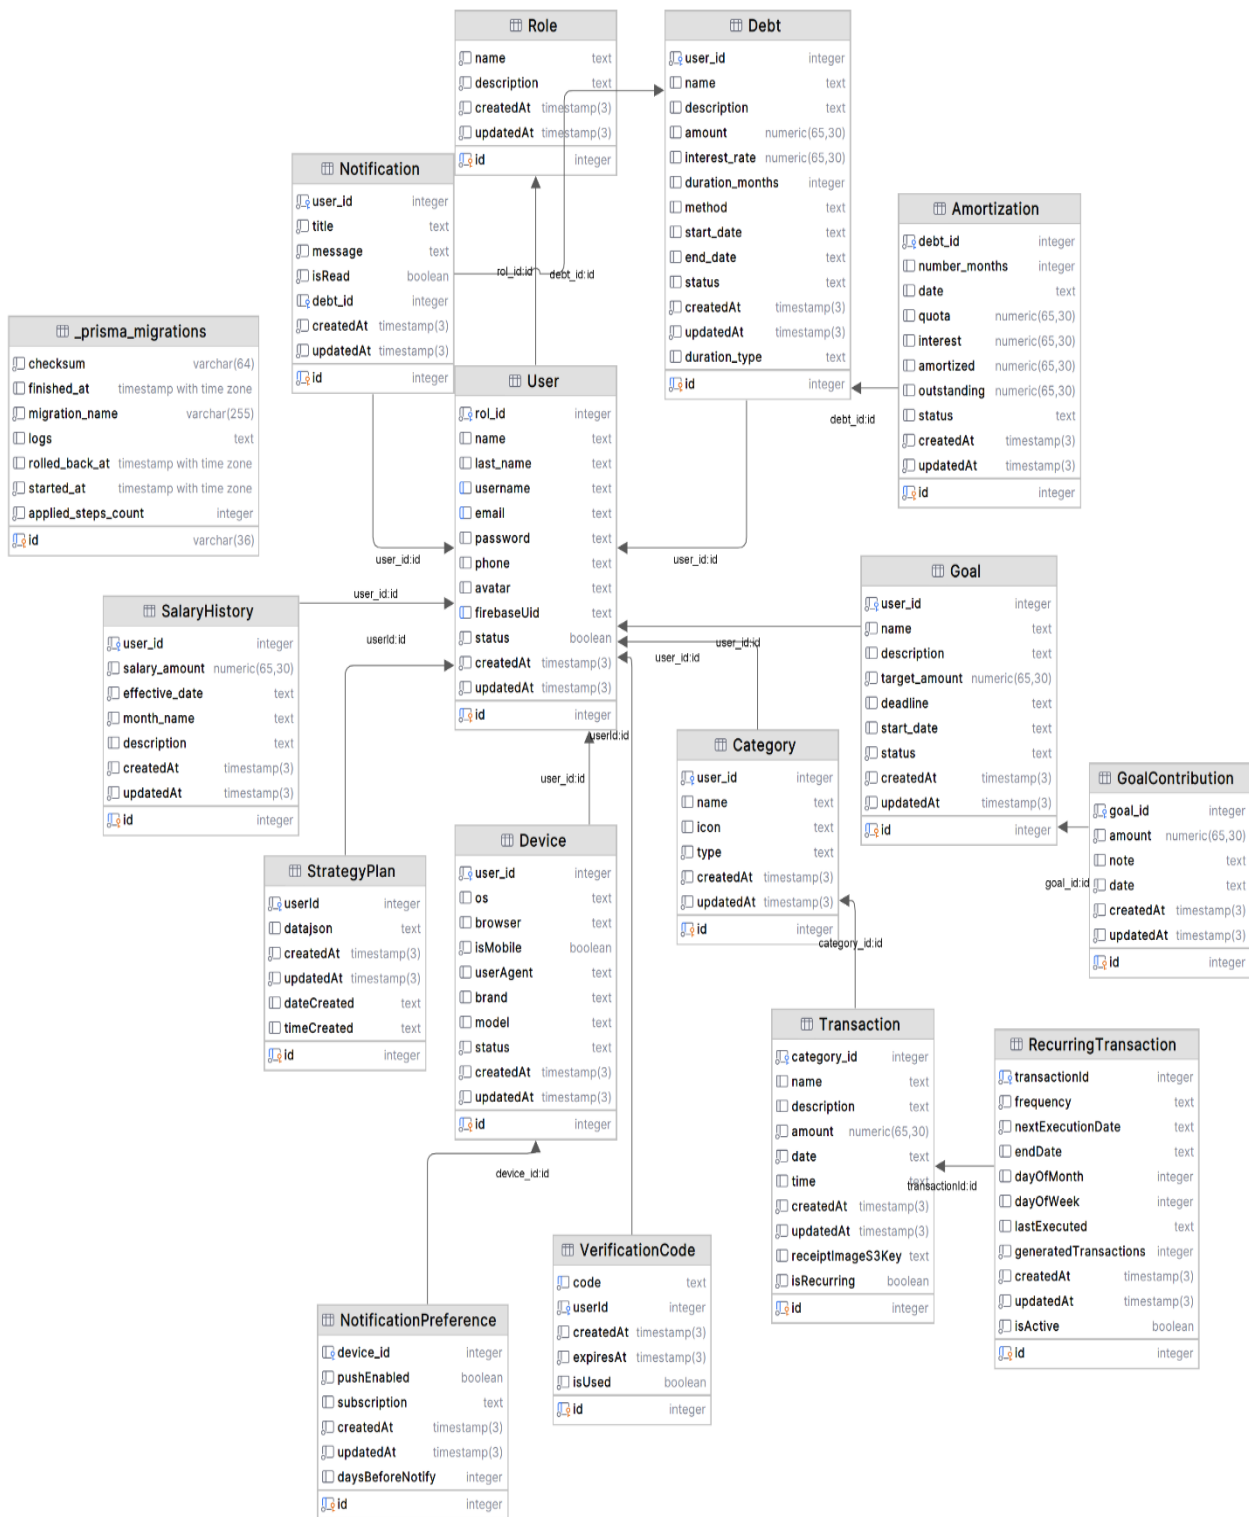 Role
name text
description text
createdAt timestamp(3)
updatedAt timestamp(3)
id integer
Debt
user_id integer
name text
description text
amount numeric(65,30)
interest_rate numeric(65,30)
duration_months integer
method text
start_date text
end_date text
status text
createdAt timestamp(3)
updatedAt timestamp(3)
duration_type text
id integer
Notification
user_id integer
title text
message text
isRead boolean
debt_id integer
createdAt timestamp(3)
updatedAt timestamp(3)
id integer
rol_id:id
debt_id:id
Amortization
debt_id integer
number_months integer
date text
quota numeric(65,30)
interest numeric(65,30)
amortized numeric(65,30)
outstanding numeric(65,30)
status text
createdAt timestamp(3)
updatedAt timestamp(3)
id integer
debt_id:id
_prisma_migrations
checksum varchar(64)
finished_at timestamp with time zone
migration_name varchar(255)
logs text
rolled_back_at timestamp with time zone
started_at timestamp with time zone
applied_steps_count integer
id varchar(36)
User
rol_id integer
name text
last_name text
username text
email text
password text
phone text
avatar text
firebaseUid text
status boolean
createdAt timestamp(3)
updatedAt timestamp(3)
id integer
user_id:id
user_id:id
user_id:id
userId:id
user_id:id
user_id:id
userId:id
user_id:id
SalaryHistory
user_id integer
salary_amount numeric(65,30)
effective_date text
month_name text
description text
createdAt timestamp(3)
updatedAt timestamp(3)
id integer
Goal
user_id integer
name text
description text
target_amount numeric(65,30)
deadline text
start_date text
status text
createdAt timestamp(3)
updatedAt timestamp(3)
id integer
Category
user_id integer
name text
icon text
type text
createdAt timestamp(3)
updatedAt timestamp(3)
id integer
category_id:id
GoalContribution
goal_id integer
amount numeric(65,30)
note text
date text
createdAt timestamp(3)
updatedAt timestamp(3)
id integer
goal_id:id
StrategyPlan
userId integer
datajson text
createdAt timestamp(3)
updatedAt timestamp(3)
dateCreated text
timeCreated text
id integer
Device
user_id integer
os text
browser text
isMobile boolean
userAgent text
brand text
model text
status text
createdAt timestamp(3)
updatedAt timestamp(3)
id integer
device_id:id
Transaction
category_id integer
name text
description text
amount numeric(65,30)
date text
time text
createdAt timestamp(3)
updatedAt timestamp(3)
receiptImageS3Key text
isRecurring boolean
id integer
transactionId:id
RecurringTransaction
transactionId integer
frequency text
nextExecutionDate text
endDate text
dayOfMonth integer
dayOfWeek integer
lastExecuted text
generatedTransactions integer
createdAt timestamp(3)
updatedAt timestamp(3)
isActive boolean
id integer
VerificationCode
code text
userId integer
createdAt timestamp(3)
expiresAt timestamp(3)
isUsed boolean
id integer
NotificationPreference
device_id integer
pushEnabled boolean
subscription text
createdAt timestamp(3)
updatedAt timestamp(3)
daysBeforeNotify integer
id integer